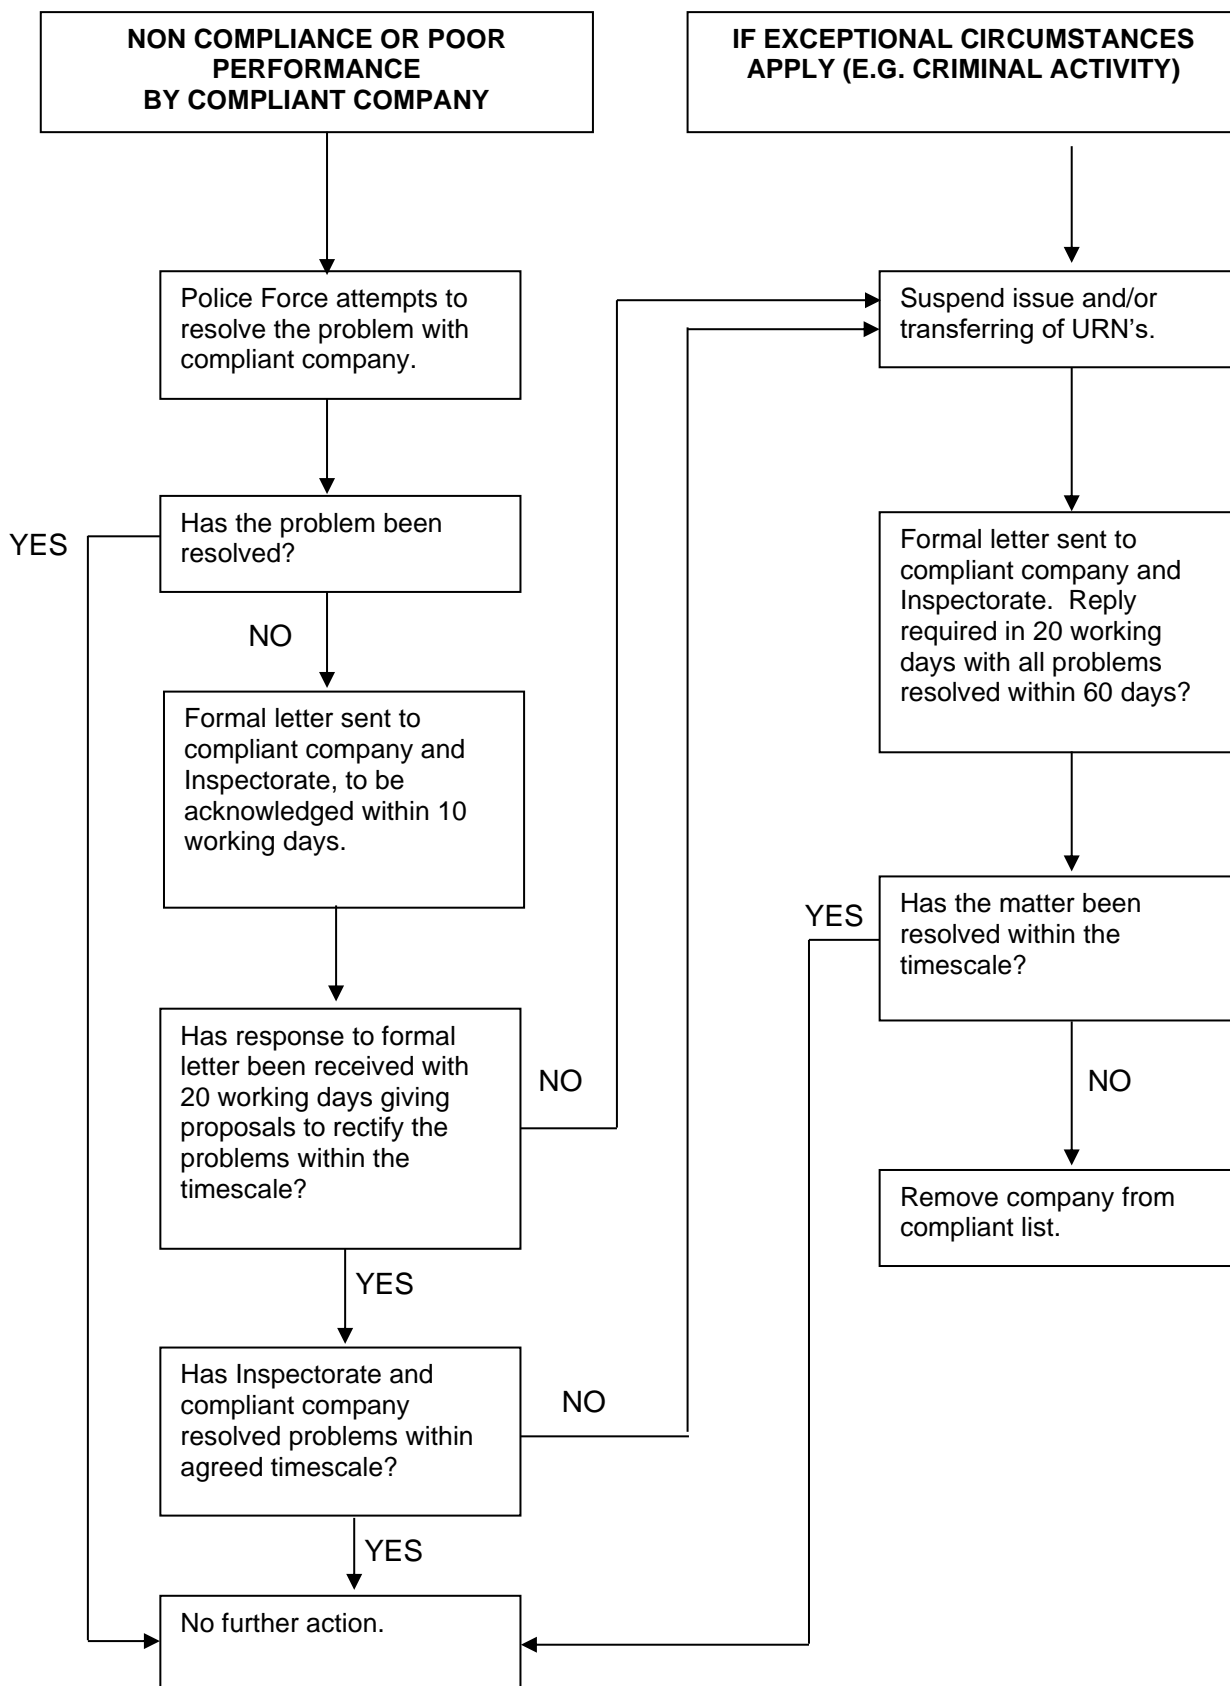 NON COMPLIANCE OR POOR
PERFORMANCE
BY COMPLIANT COMPANY
IF EXCEPTIONAL CIRCUMSTANCES
APPLY (E.G. CRIMINAL ACTIVITY)
Police Force attempts to
resolve the problem with
compliant company.
Suspend issue and/or
transferring of URN's.
YES
Has the problem been
resolved?
NO
Formal letter sent to
compliant company and
Inspectorate.  Reply
required in 20 working
days with all problems
resolved within 60 days?
Formal letter sent to
compliant company and
Inspectorate, to be
acknowledged within 10
working days.
YES
Has the matter been
resolved within the
timescale?
NO
Remove company from
compliant list.
Has response to formal
letter been received with
20 working days giving
proposals to rectify the
problems within the
timescale?
NO
YES
Has Inspectorate and
compliant company
resolved problems within
agreed timescale?
NO
YES
No further action.